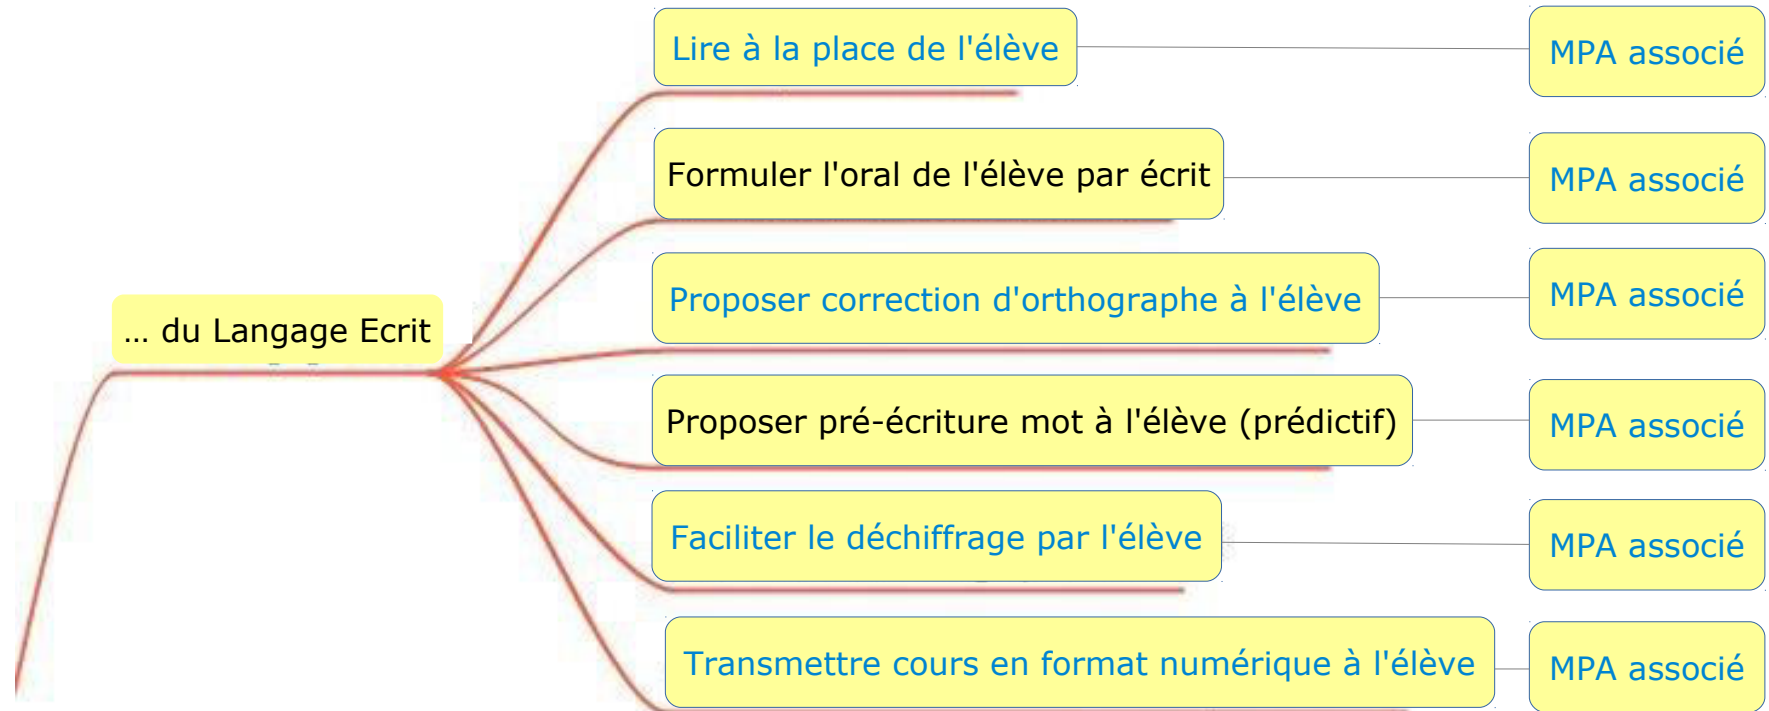 Lire à la place de l'élève
MPA associé
Formuler l'oral de l'élève par écrit
MPA associé
Proposer correction d'orthographe à l'élève
MPA associé
... du Langage Ecrit
Proposer pré-écriture mot à l'élève (prédictif)
MPA associé
Faciliter le déchiffrage par l'élève
MPA associé
Transmettre cours en format numérique à l'élève
MPA associé